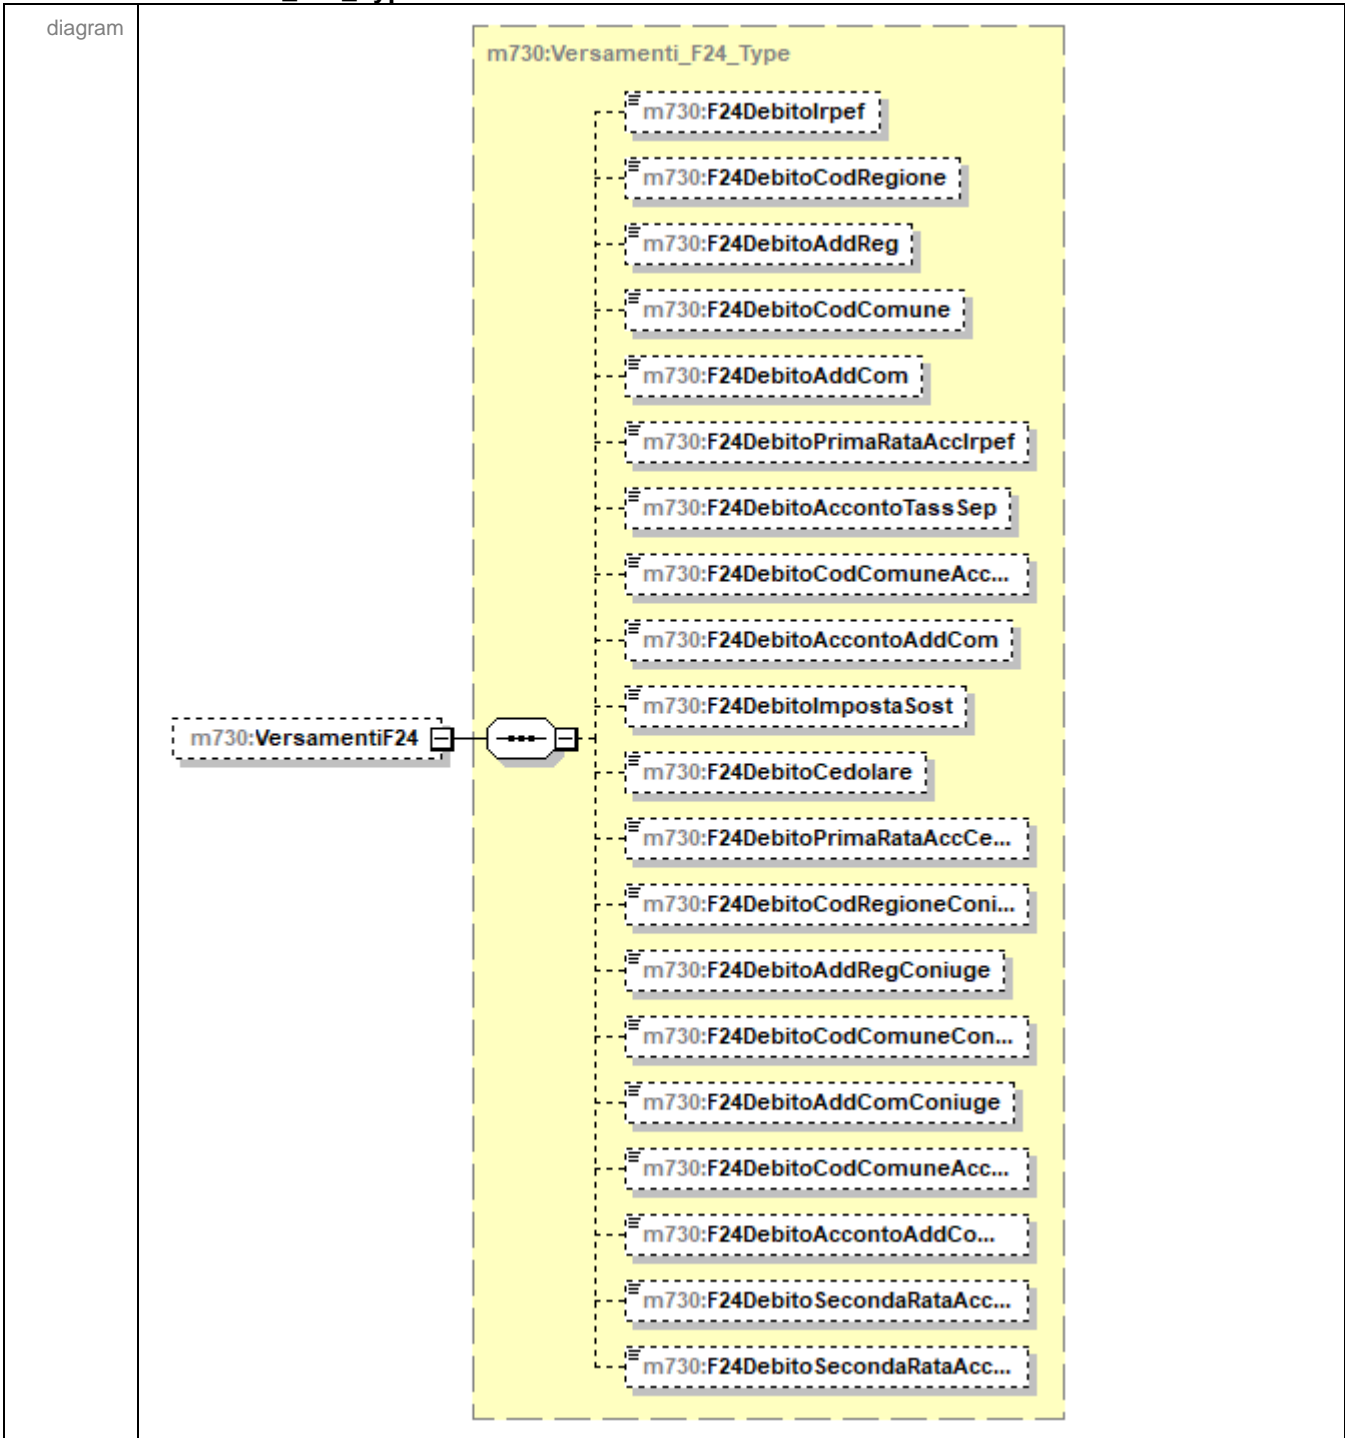 diagram
m730:Versamenti_F24_Type
m730:F24DebitoIrpef
m730:F24DebitoCodRegione
m730:F24DebitoAddReg
m730:F24DebitoCodComune
m730:F24DebitoAddCom
m730:F24DebitoPrimaRataAccIrpef
m730:F24DebitoAccontoTassSep
m730:F24DebitoCodComuneAcc...
m730:F24DebitoAccontoAddCom
m730:F24DebitoImpostaSost
m730:VersamentiF24
m730:F24DebitoCedolare
m730:F24DebitoPrimaRataAccCe...
m730:F24DebitoCodRegioneConi...
m730:F24DebitoAddRegConiuge
m730:F24DebitoCodComuneCon...
m730:F24DebitoAddComConiuge
m730:F24DebitoCodComuneAcc...
m730:F24DebitoAccontoAddCo...
m730:F24DebitoSecondaRataAcc...
m730:F24DebitoSecondaRataAcc...